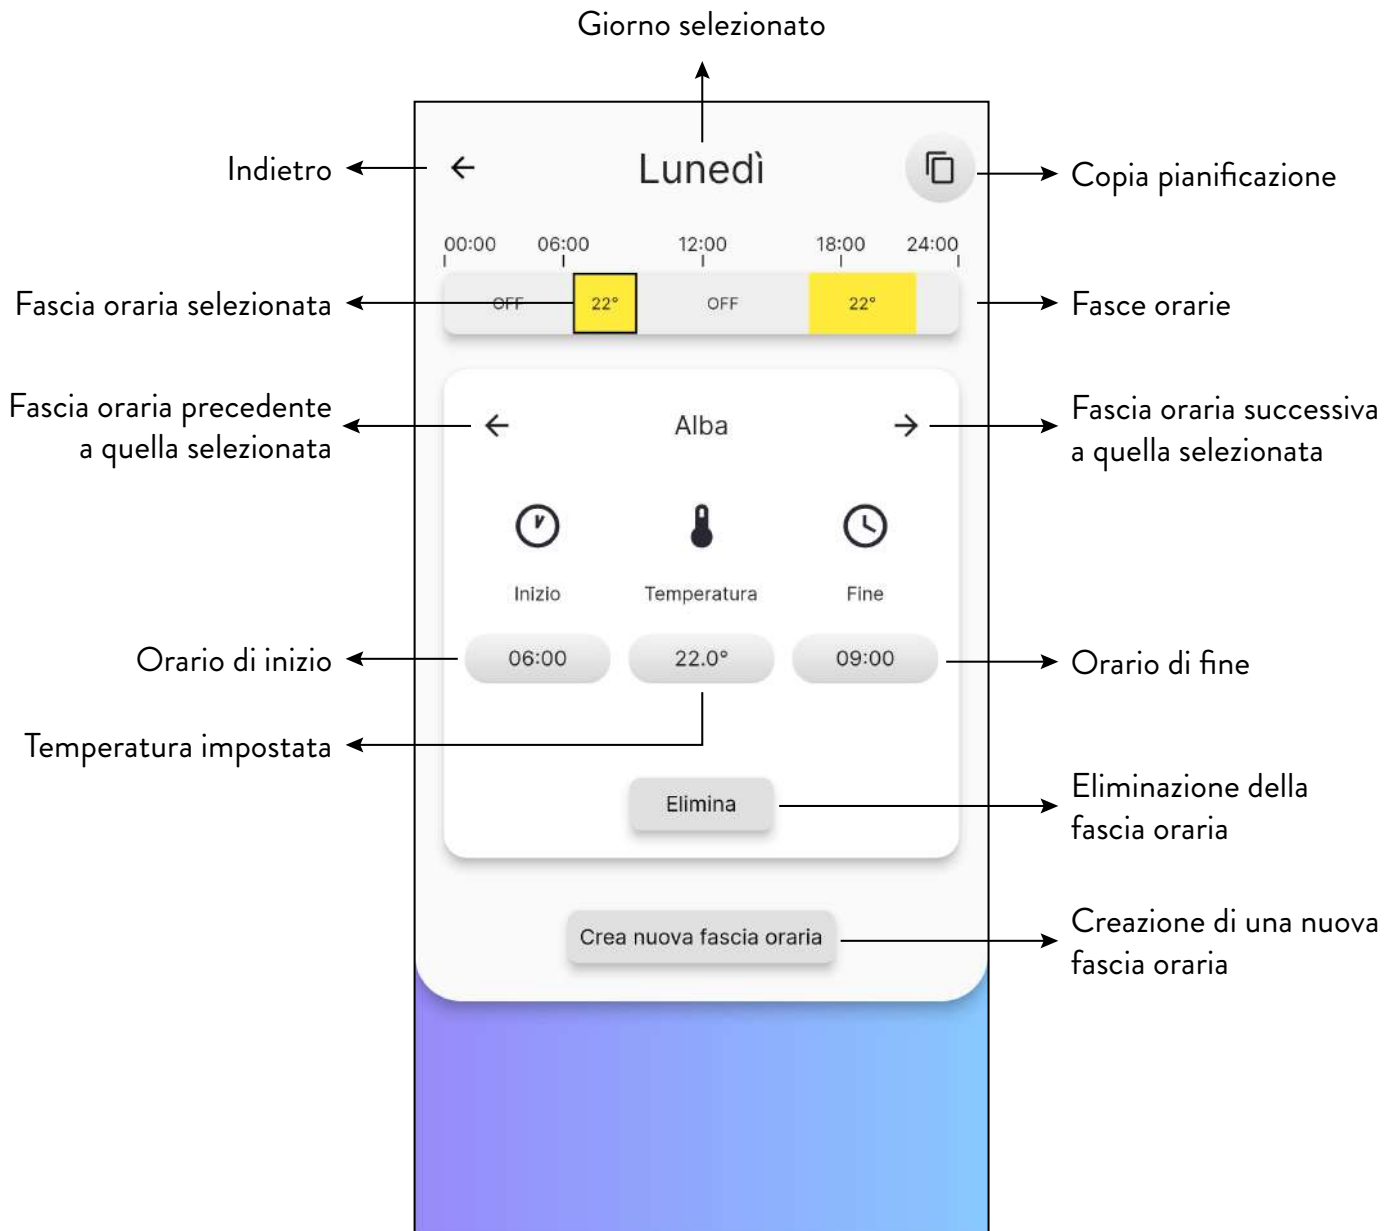 Giorno selezionato
Indietro
Lunedì
Copia pianificazione
00:00 06:00 12:00 18:00 24:00
Fascia oraria selezionata
OFF 22° OFF 22°
Fasce orarie
Fascia oraria precedente
a quella selezionata
Alba
Fascia oraria successiva
a quella selezionata
Inizio Temperatura Fine
Orario di inizio
06:00 22.0° 09:00
Orario di fine
Temperatura impostata
Elimina
Eliminazione della
fascia oraria
Crea nuova fascia oraria
Creazione di una nuova
fascia oraria